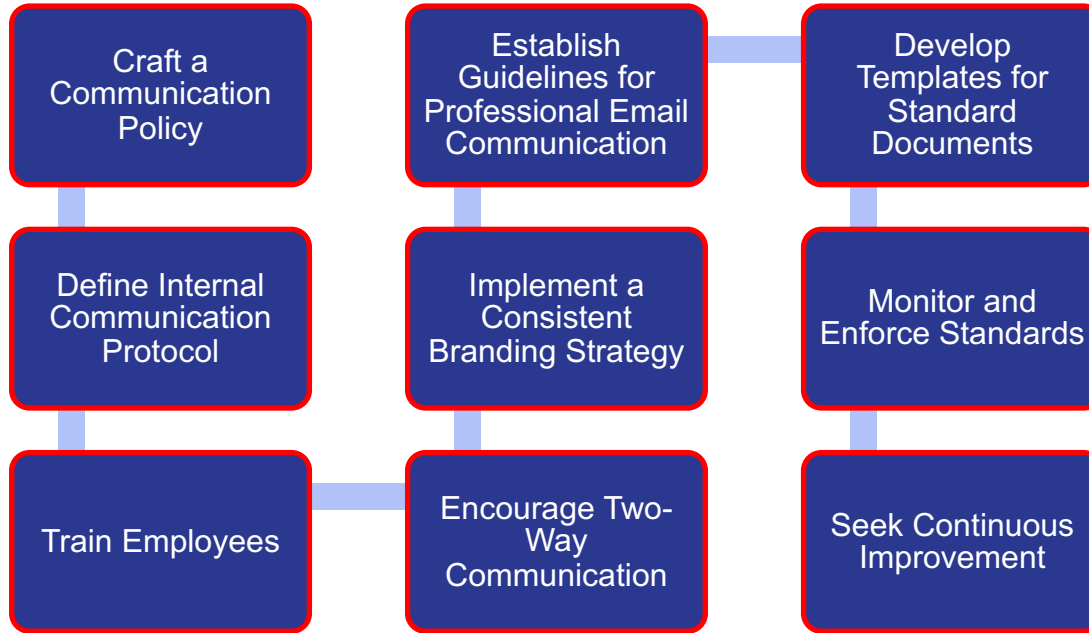 Craft a
Communication
Policy
Define Internal
Communication
Protocol
Train Employees
Encourage Two-
Way
Communication
Implement a
Consistent
Branding Strategy
Establish
Guidelines for
Professional Email
Communication
Develop
Templates for
Standard
Documents
Monitor and
Enforce Standards
Seek Continuous
Improvement